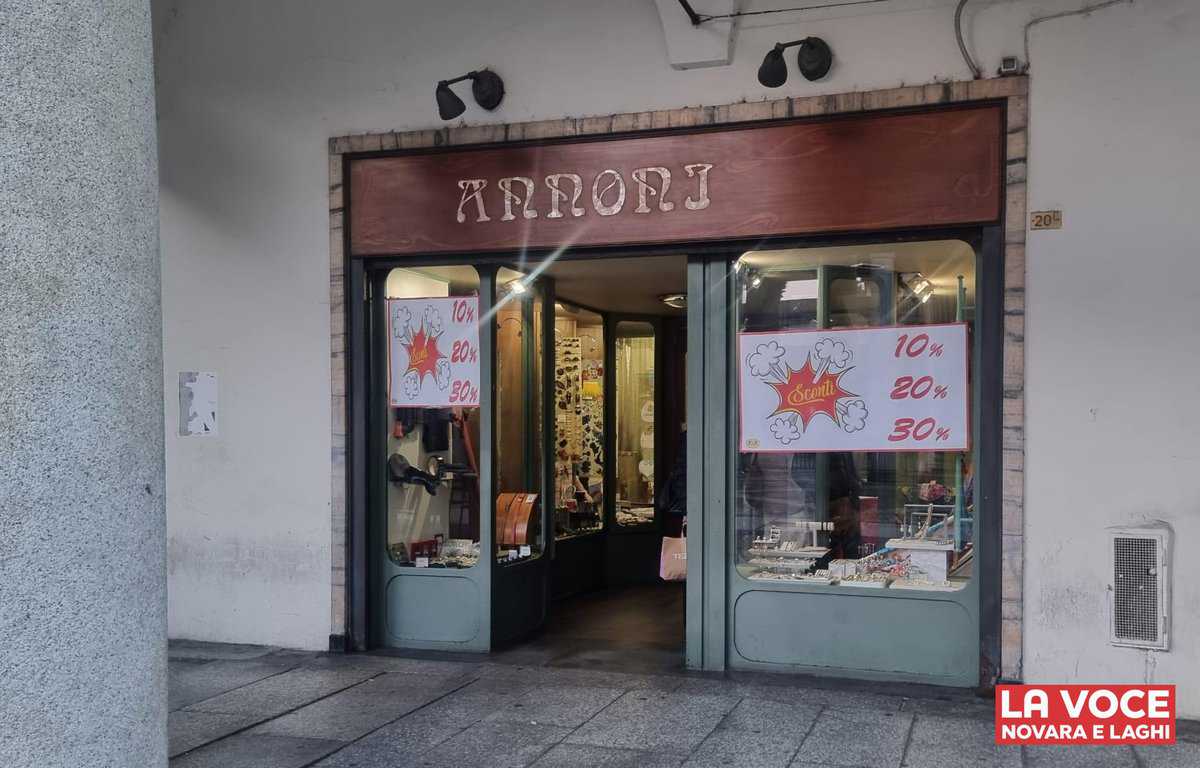 ANNONI
-20
10%
20%
Sconti
30%
10%
Sconti
20%
30%
LA VOCE
NOVARA E LAGHI